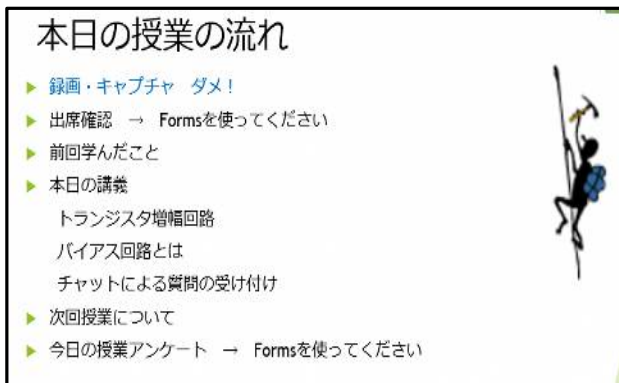 本日の授業の流れ
録画・キャプチャ ダメ！
出席確認 → Formsを使ってください
前回学んだこと
本日の講義
トランジスタ増幅回路
バイアス回路とは
チャットによる質問の受け付け
次回授業について
今日の授業アンケート → Formsを使ってください